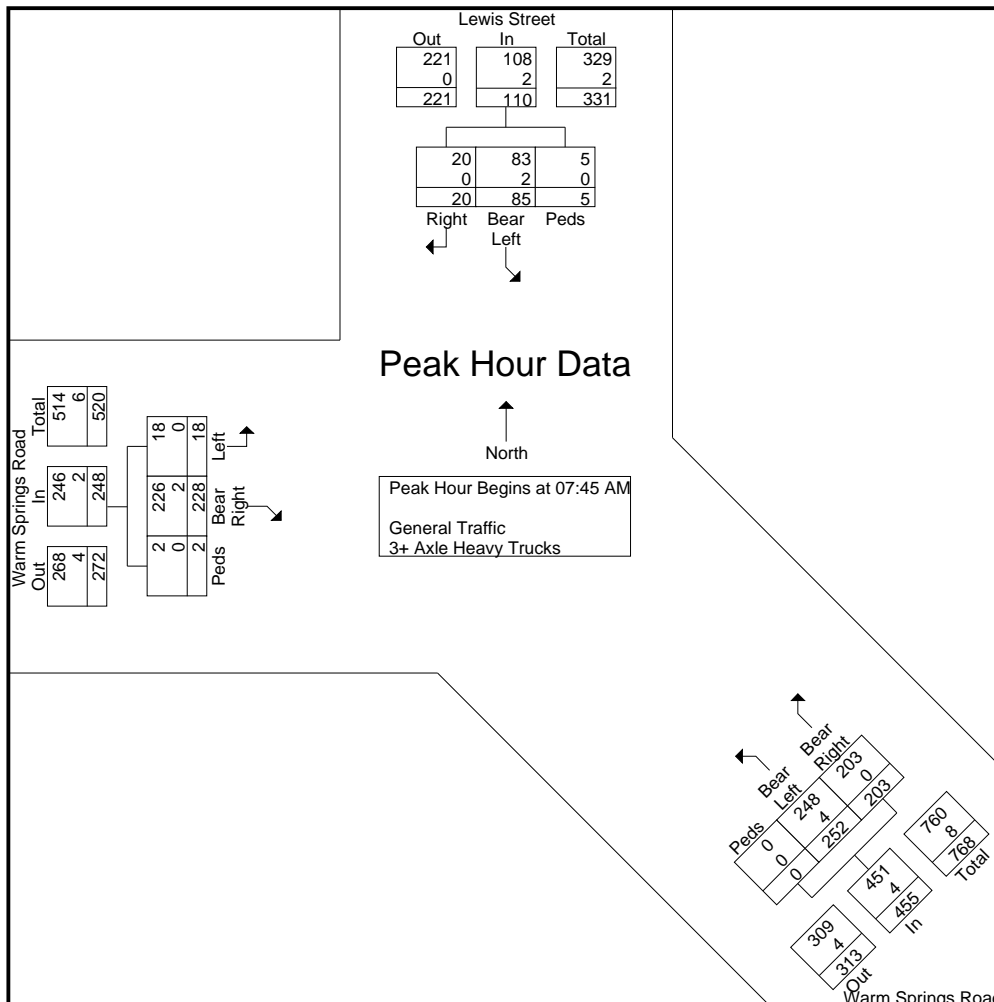 Lewis Street
Out In Total
221 108 329
0 2 2
221 110 331
20 83 5
0 2 0
20 85 5
Right Bear Left Peds
Peak Hour Data
North
Peak Hour Begins at 07:45 AM
General Traffic
3+ Axle Heavy Trucks
Warm Springs Road
Out In Total
268 246 514
4 2 6
272 248 520
Peds Bear Right Left
2 226 18
0 2 0
2 228 18
Peds Bear Left Bear Right
0 248 203
0 4 0
0 252 203
309 451 760
4 4 8
313 455 768
Out In Total
Warm Springs Road